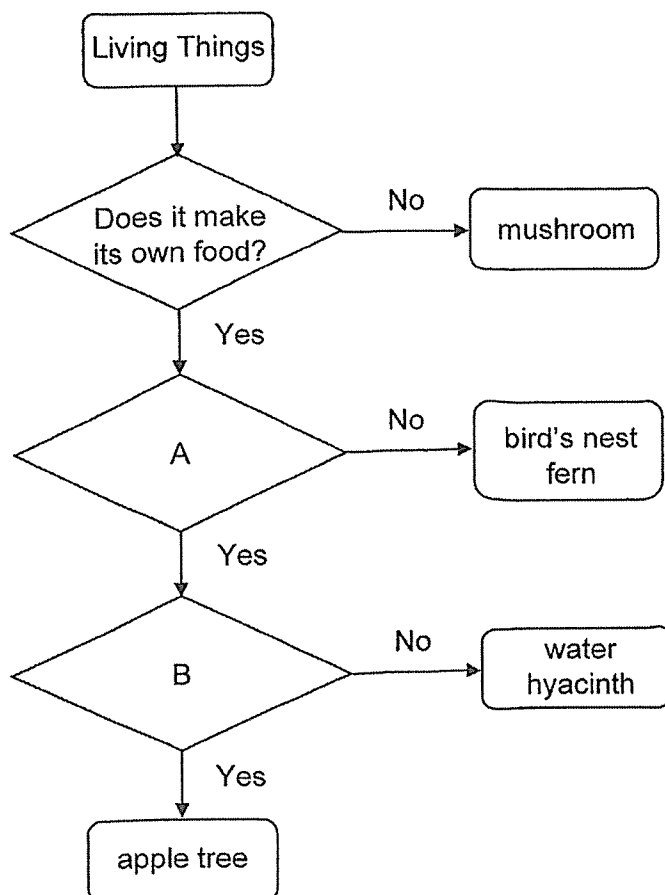 Living Things
Does it make
its own food?
No
mushroom
Yes
A
No
bird's nest
fern
Yes
B
No
water
hyacinth
Yes
apple tree